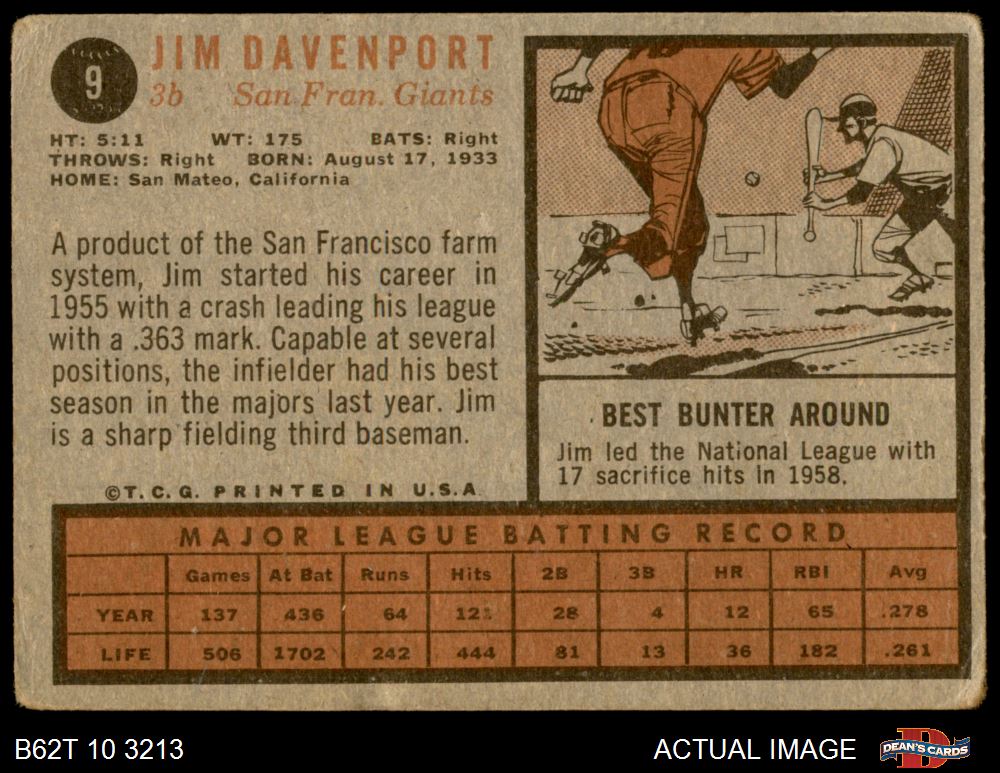 9
JIM DAVENPORT
3b San Fran. Giants
HT: 5:11 WT: 175 BATS: Right
THROWS: Right BORN: August 17, 1933
HOME: San Mateo, California
A product of the San Francisco farm
system, Jim started his career in
1955 with a crash leading his league
with a .363 mark. Capable at several
positions, the infielder had his best
season in the majors last year. Jim
is a sharp fielding third baseman.
©T.C.G. PRINTED IN U.S.A.
BEST BUNTER AROUND
Jim led the National League with
17 sacrifice hits in 1958.
MAJOR LEAGUE BATTING RECORD
Games At Bat Runs Hits 2B 3B HR RBI Avg
YEAR 137 436 64 121 28 4 12 65 .278
LIFE 506 1702 242 444 81 13 36 182 .261
B62T 10 3213 ACTUAL IMAGE DEAN'S CARDS